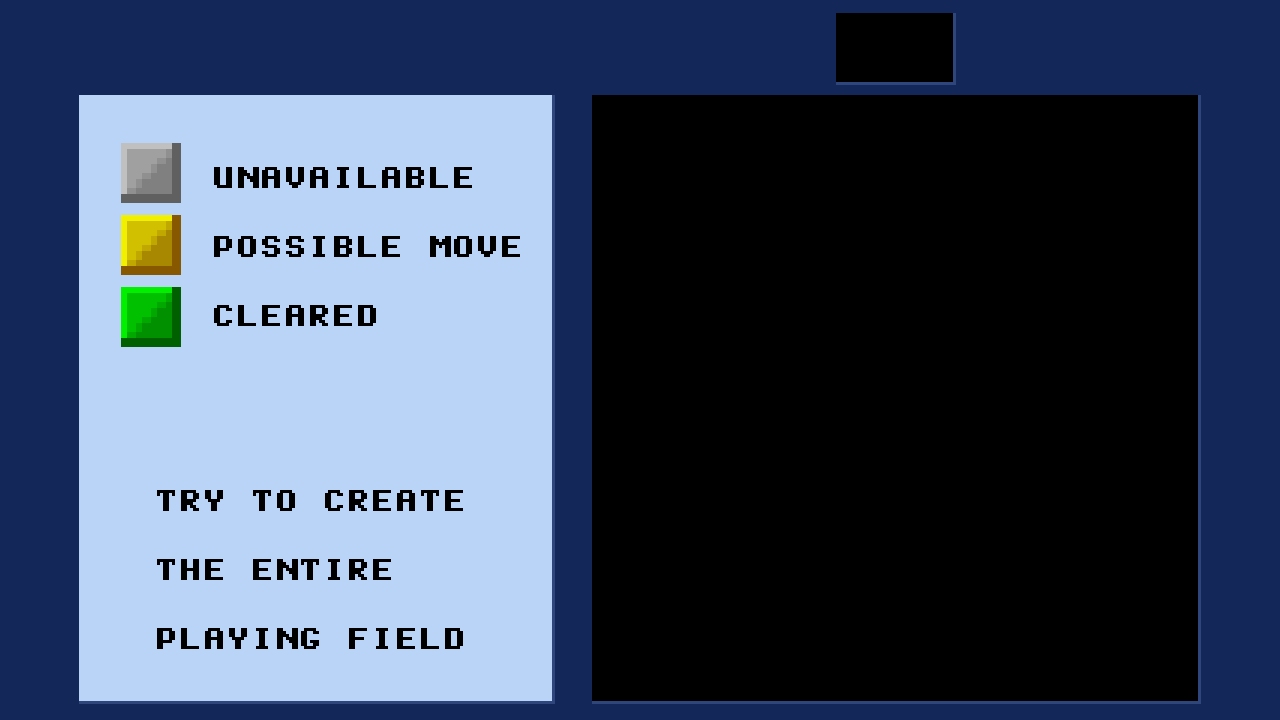 UNAVAILABLE
POSSIBLE MOVE
CLEARED
TRY TO CREATE
THE ENTIRE
PLAYING FIELD